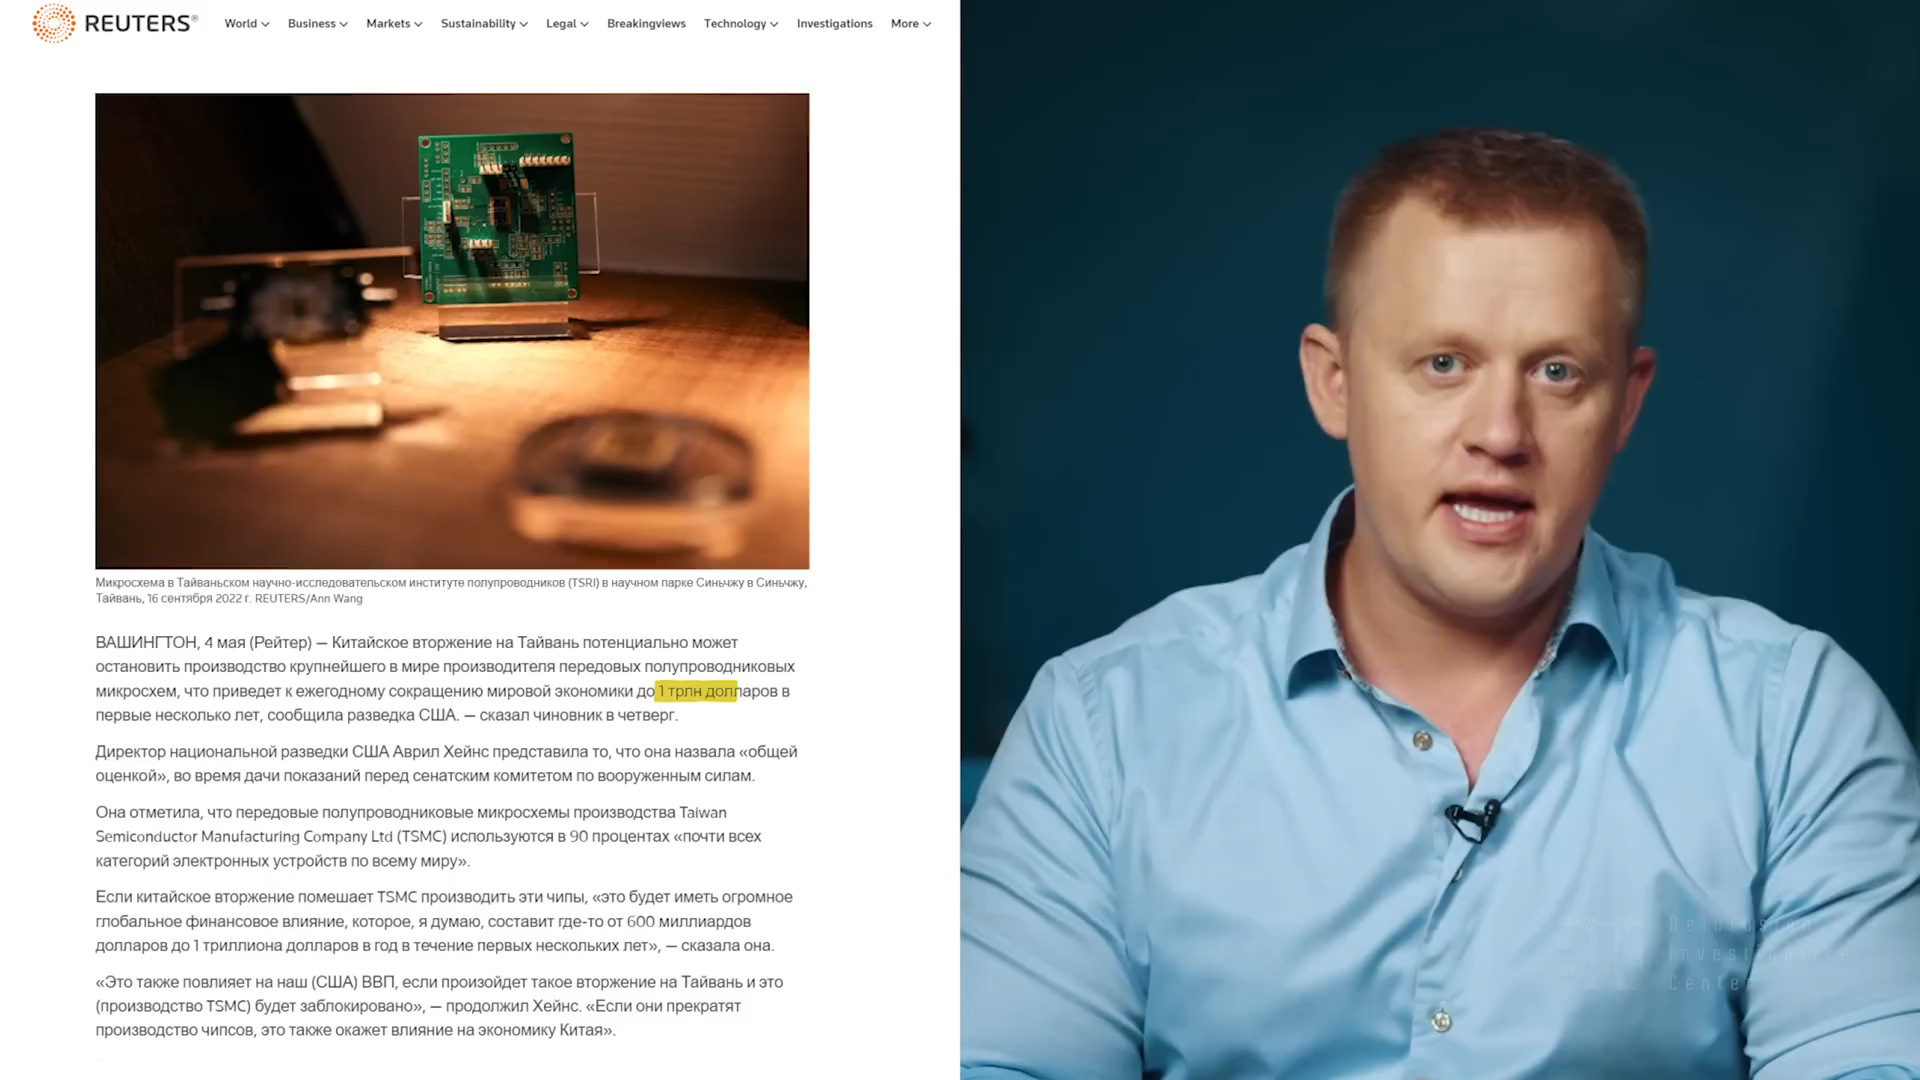 REUTERS®
World Business Markets Sustainability Legal Breakingviews Technology Investigations More
Микросхема в Тайваньском научно-исследовательском институте полупроводников (TSRI) в научном парке Синьчжу в Синьчжу,
Тайвань, 16 сентября 2022 г. REUTERS/Ann Wang
ВАШИНГТОН, 4 мая (Рейтер) — Китайское вторжение на Тайвань потенциально может
остановить производство крупнейшего в мире производителя передовых полупроводниковых
микросхем, что приведет к ежегодному сокращению мировой экономики до 1 трлн долларов в
первые несколько лет, сообщила разведка США. — сказал чиновник в четверг.
Директор национальной разведки США Аврил Хейнс представила то, что она назвала «общей
оценкой», во время дачи показаний перед сенатским комитетом по вооруженным силам.
Она отметила, что передовые полупроводниковые микросхемы производства Taiwan
Semiconductor Manufacturing Company Ltd (TSMC) используются в 90 процентах «почти всех
категорий электронных устройств по всему миру».
Если китайское вторжение помешает TSMC производить эти чипы, «это будет иметь огромное
глобальное финансовое влияние, которое, я думаю, составит где-то от 600 миллиардов
долларов до 1 триллиона долларов в год в течение первых нескольких лет», — сказала она.
«Это также повлияет на наш (США) ВВП, если произойдет такое вторжение на Тайвань и это
(производство TSMC) будет заблокировано», — продолжил Хейнс. «Если они прекратят
производство чипсов, это также окажет влияние на экономику Китая».
Center